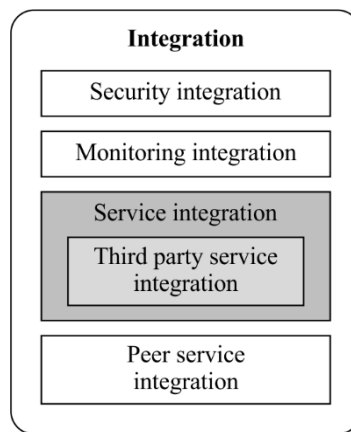 Integration
Security integration
Monitoring integration
Service integration
Third party service
integration
Peer service
integration